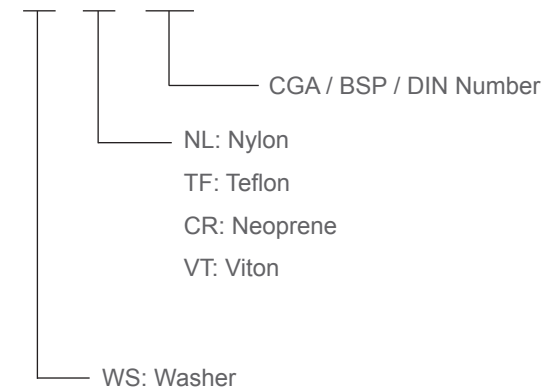 CGA / BSP / DIN Number
NL: Nylon
TF: Teflon
CR: Neoprene
VT: Viton
WS: Washer